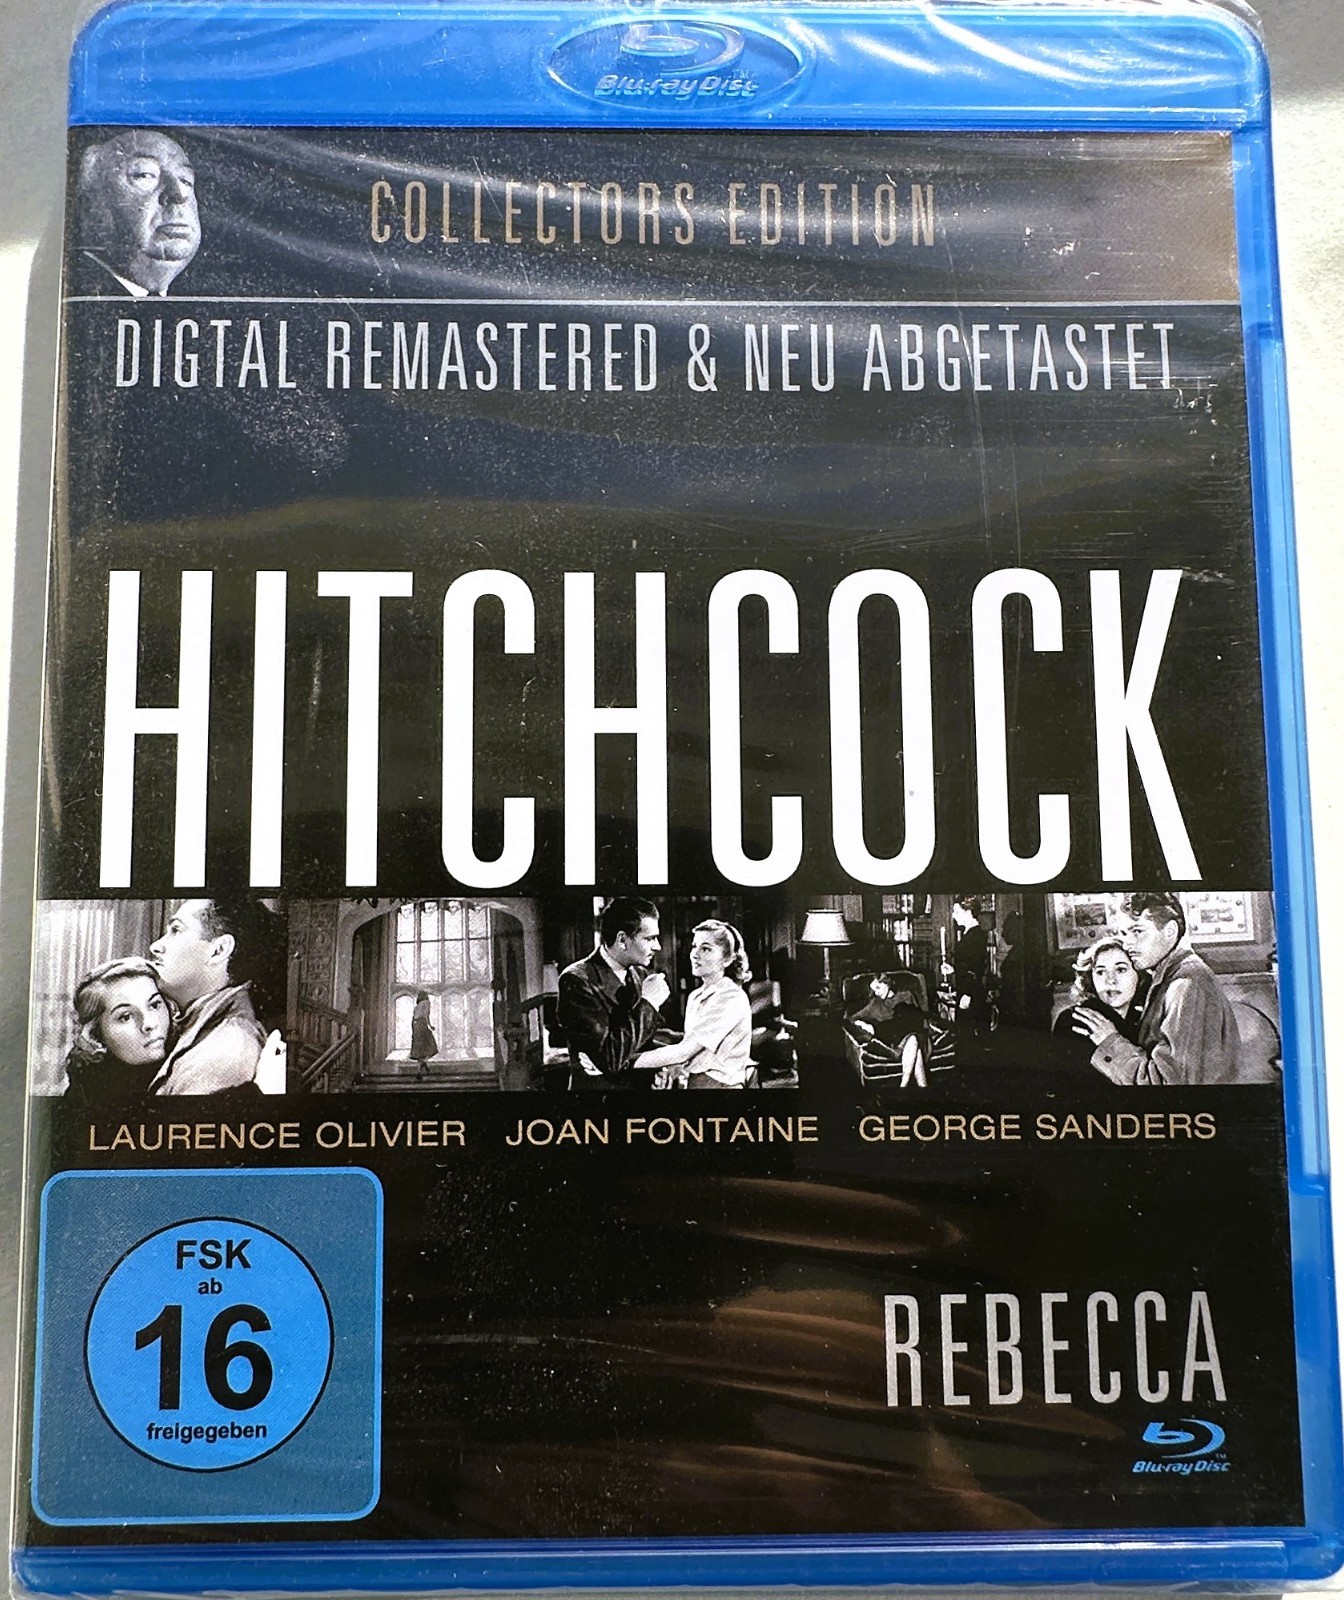 Blu-ray Disc
COLLECTORS EDITION
DIGTAL REMASTERED & NEU ABGETASTET
HITCHCOCK
LAURENCE OLIVIER JOAN FONTAINE GEORGE SANDERS
FSK
ab
16
freigegeben
REBECCA
Blu-ray Disc